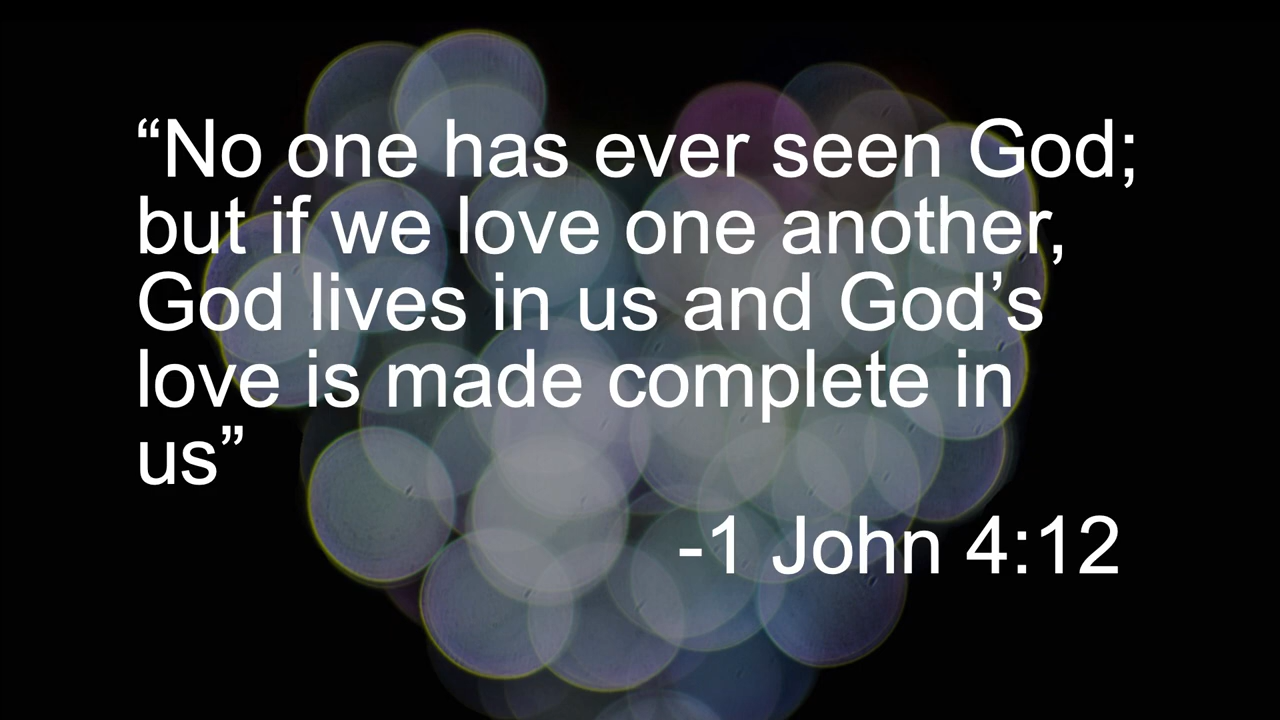 “No one has ever seen God;
but if we love one another,
God lives in us and God’s
love is made complete in
us”
-1 John 4:12